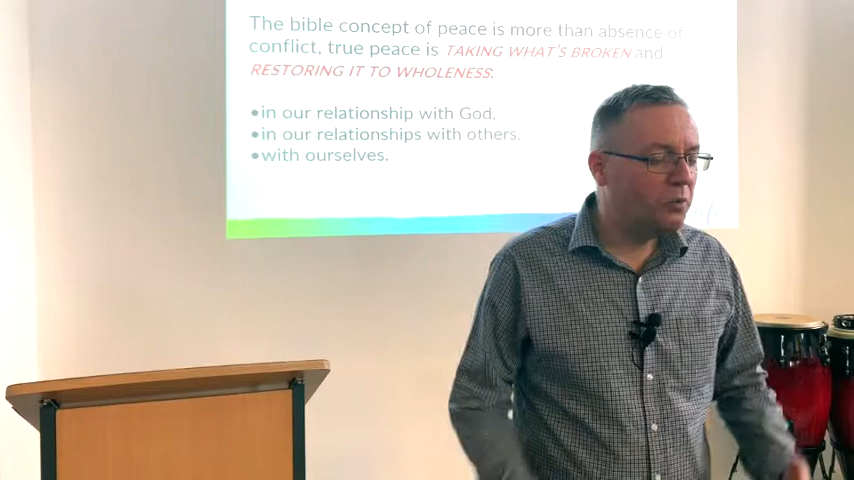 The bible concept of peace is more than absence of
conflict, true peace is TAKING WHAT'S BROKEN and
RESTORING IT TO WHOLENESS:
•in our relationship with God,
•in our relationships with others,
•with ourselves.